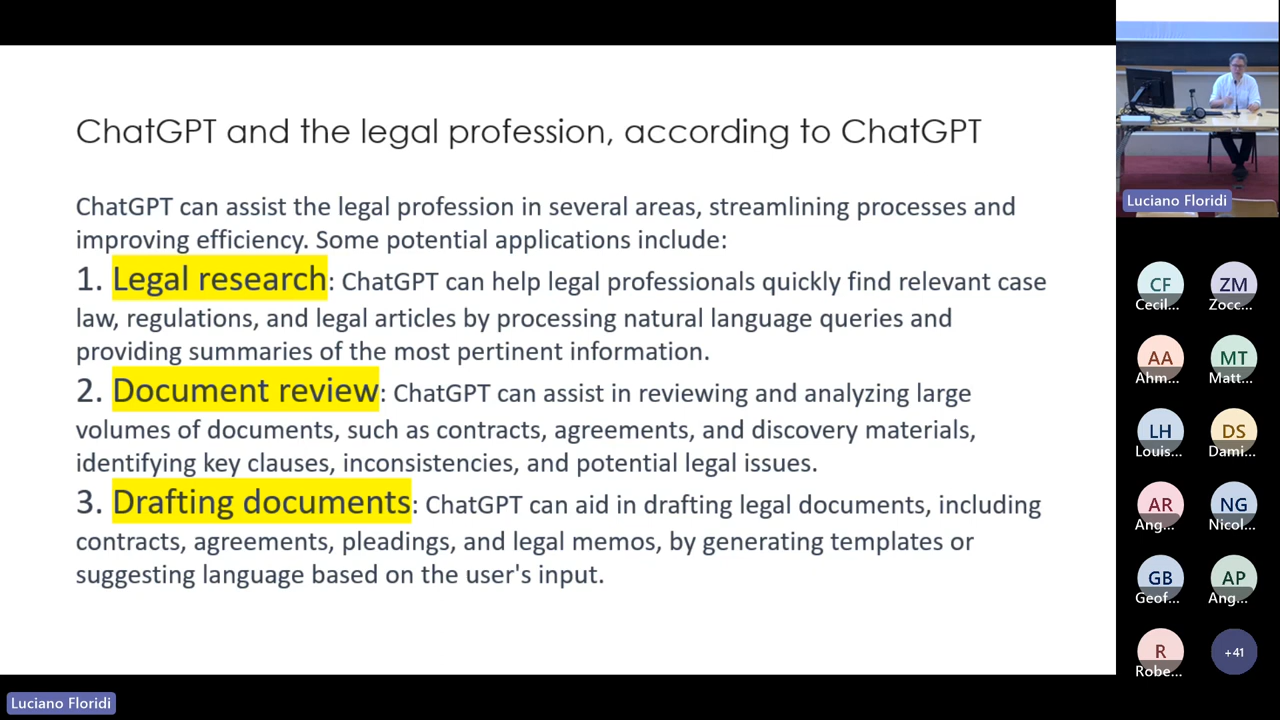 ChatGPT and the legal profession, according to ChatGPT
ChatGPT can assist the legal profession in several areas, streamlining processes and
improving efficiency. Some potential applications include:
1. Legal research: ChatGPT can help legal professionals quickly find relevant case
law, regulations, and legal articles by processing natural language queries and
providing summaries of the most pertinent information.
2. Document review: ChatGPT can assist in reviewing and analyzing large
volumes of documents, such as contracts, agreements, and discovery materials,
identifying key clauses, inconsistencies, and potential legal issues.
3. Drafting documents: ChatGPT can aid in drafting legal documents, including
contracts, agreements, pleadings, and legal memos, by generating templates or
suggesting language based on the user's input.
Luciano Floridi
Luciano Floridi
CF
Cecil...
ZM
Zocc...
AA
Ahm...
MT
Matt...
LH
Louis...
DS
Dami...
AR
Ang...
NG
Nicol...
GB
Geof...
AP
Ang...
R
Robe...
+41